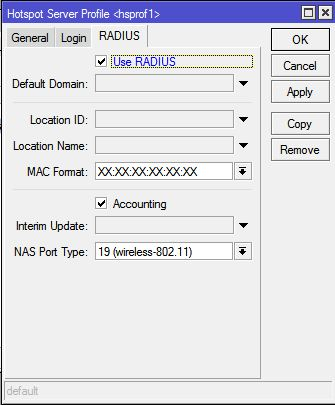 Hotspot Server Profile <hsprof1>
General Login RADIUS
OK
Use RADIUS
Cancel
Default Domain:
Apply
Location ID:
Copy
Location Name:
Remove
MAC Format: XX:XX:XX:XX:XX:XX
Accounting
Interim Update:
NAS Port Type: 19 (wireless-802.11)
default